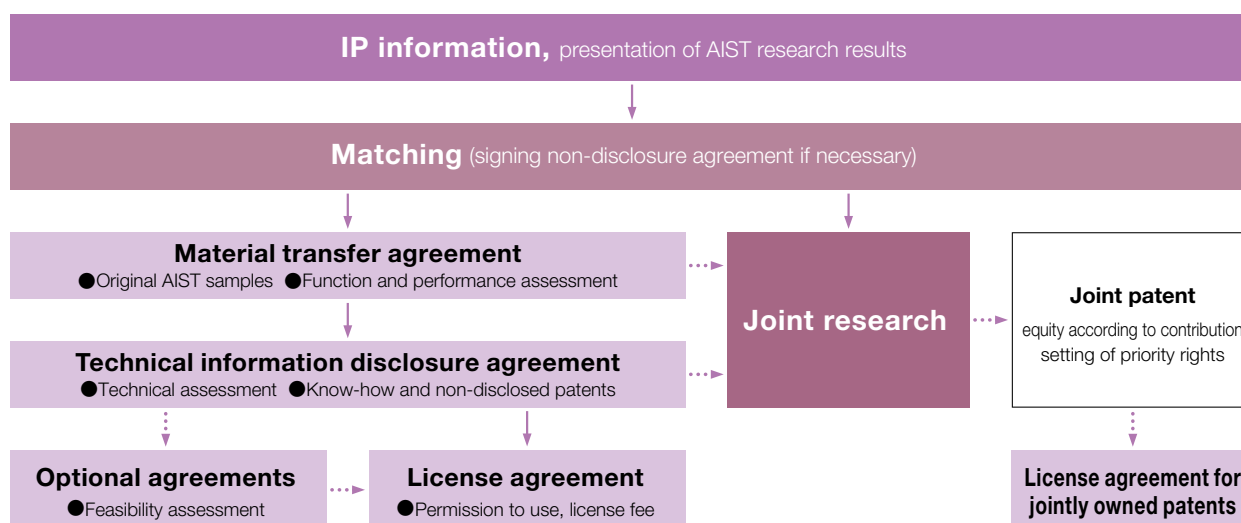 IP information, presentation of AIST research results
Matching (signing non-disclosure agreement if necessary)
Material transfer agreement
●Original AIST samples ●Function and performance assessment
Technical information disclosure agreement
●Technical assessment ●Know-how and non-disclosed patents
Joint research
Joint patent
equity according to contribution
setting of priority rights
Optional agreements
●Feasibility assessment
License agreement
●Permission to use, license fee
License agreement for
jointly owned patents